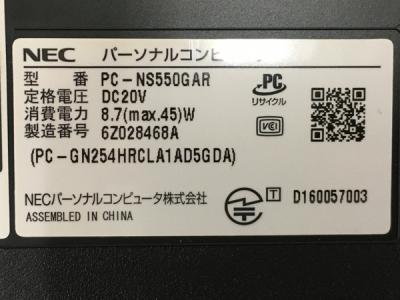 NEC パーソナルコンピ
型 番 PC-NS550GAR
定格電圧 DC20V
消費電力 8.7(max.45)W
製造番号 6Z028468A
(PC-GN254HRCLA1AD5GDA)
PC
リサイクル
VCI
NECパーソナルコンピュータ株式会社
ASSEMBLED IN CHINA
T D160057003